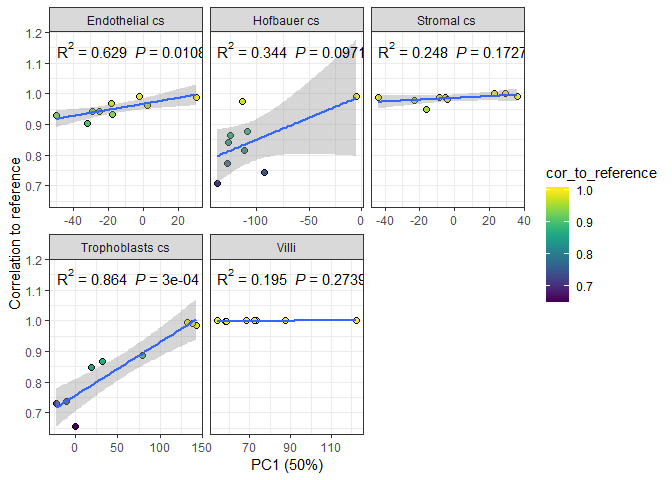 Endothelial cs
Hofbauer cs
Stromal cs
R² = 0.629 P = 0.0108
R² = 0.344 P = 0.0971
R² = 0.248 P = 0.1727
1.2
1.1
1.0
0.9
0.8
0.7
-40 -20 0 20
-100 -50 0
-40 -20 0 20 40
Trophoblasts cs
Villi
R² = 0.864 P = 3e-04
R² = 0.195 P = 0.2739
1.2
1.1
1.0
0.9
0.8
0.7
0 50 100 150
70 90 110
PC1 (50%)
Correlation to reference
cor_to_reference
1.0
0.9
0.8
0.7